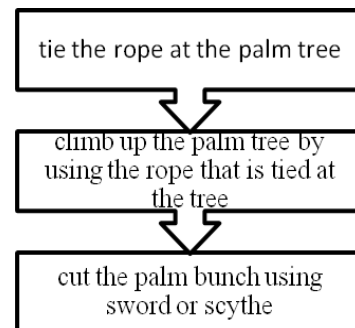 tie the rope at the palm tree
climb up the palm tree by
using the rope that is tied at
the tree
cut the palm bunch using
sword or scythe